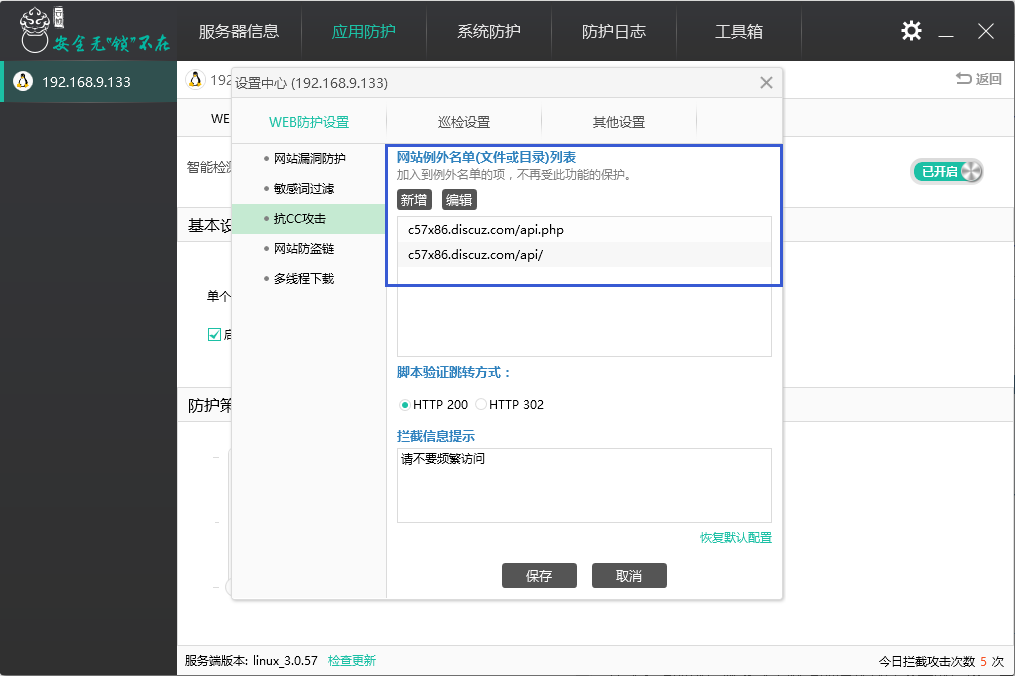 安全无"锁"不在
服务器信息
应用防护
系统防护
防护日志
工具箱
192.168.9.133
192
返回
设置中心 (192.168.9.133)
WE
WEB防护设置
巡检设置
其他设置
智能检
已开启
基本设
单个
防护策
网站漏洞防护
敏感词过滤
抗CC攻击
网站防盗链
多线程下载
网站例外名单(文件或目录)列表
加入到例外名单的项，不再受此功能的保护。
新增
编辑
c57x86.discuz.com/api.php
c57x86.discuz.com/api/
脚本验证跳转方式：
HTTP 200
HTTP 302
拦截信息提示
请不要频繁访问
恢复默认配置
保存
取消
服务端版本: linux_3.0.57 检查更新
今日拦截攻击次数 5 次